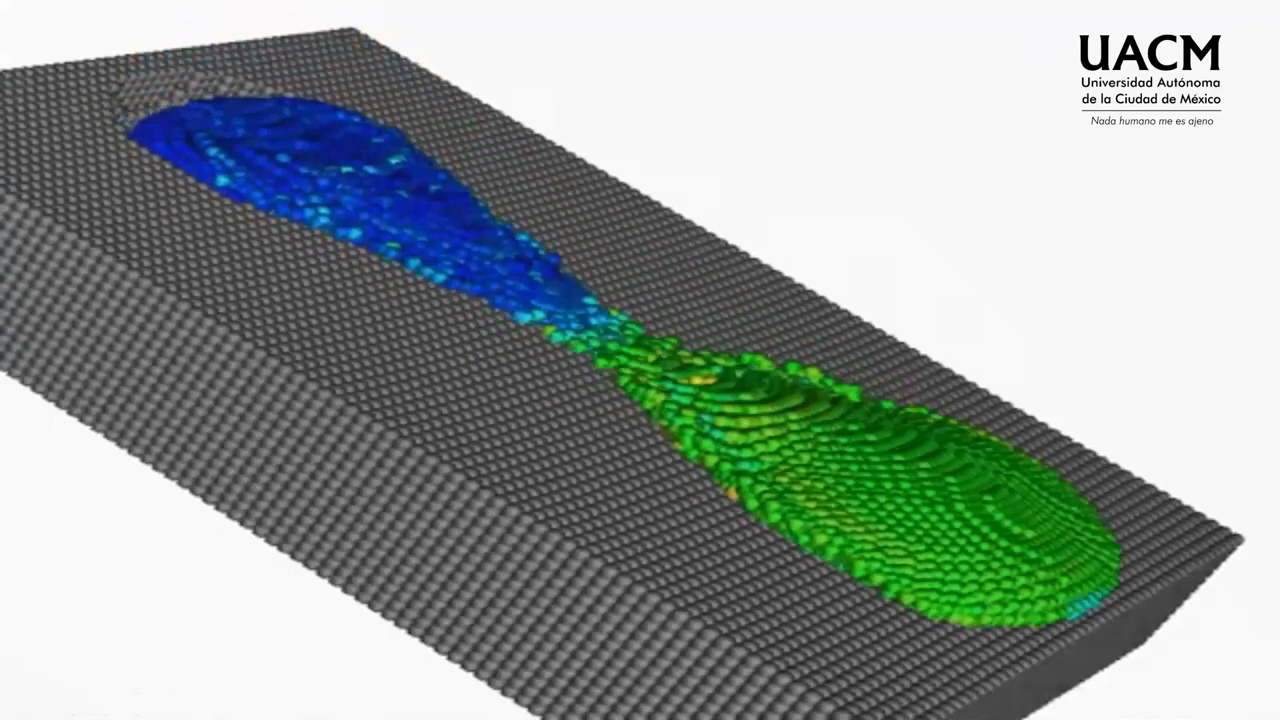 UACM
Universidad Autónoma
de la Ciudad de México
Nada humano me es ajeno